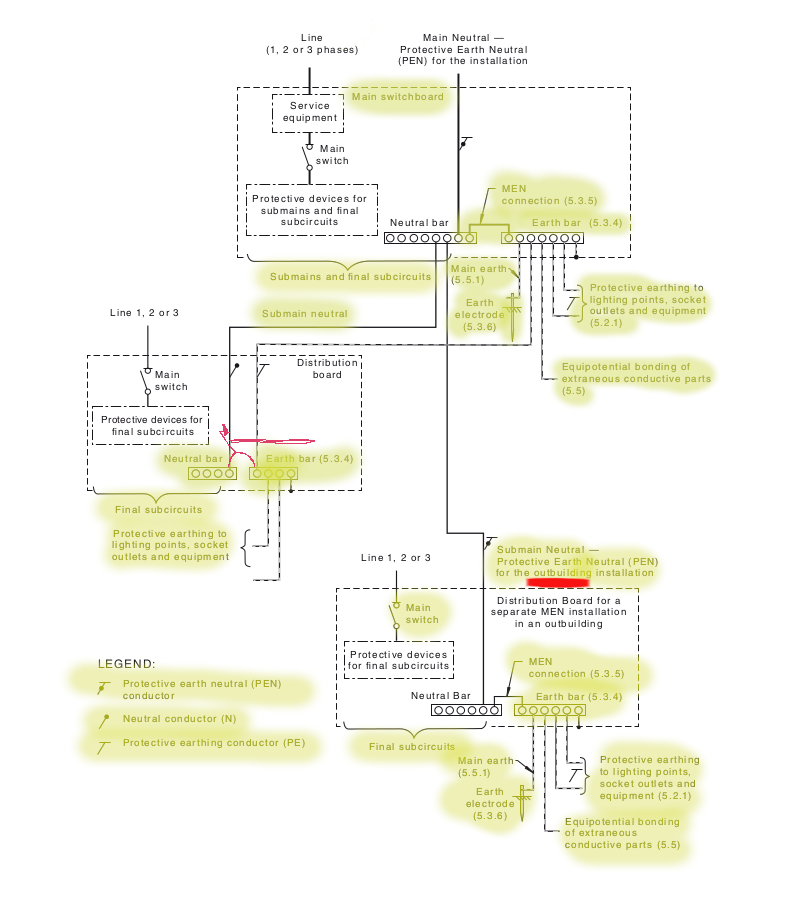 Line
(1, 2 or 3 phases)
Main Neutral —
Protective Earth Neutral
(PEN) for the installation
Main switchboard
Service
equipment
Main
switch
Protective devices for
submains and final
subcircuits
Neutral bar
MEN
connection (5.3.5)
Earth bar (5.3.4)
Submains and final subcircuits
Main earth
(5.5.1)
Earth
electrode
(5.3.6)
Protective earthing to
lighting points, socket
outlets and equipment
(5.2.1)
Equipotential bonding of
extraneous conductive parts
(5.5)
Submain neutral
Line 1, 2 or 3
Main
switch
Distribution
board
Protective devices for
final subcircuits
Neutral bar
Earth bar (5.3.4)
Final subcircuits
Protective earthing to
lighting points, socket
outlets and equipment
Submain Neutral —
Protective Earth Neutral (PEN)
for the outbuilding installation
Line 1, 2 or 3
Main
switch
Distribution Board for a
separate MEN installation
in an outbuilding
Protective devices
for final subcircuits
Neutral Bar
MEN
connection (5.3.5)
Earth bar (5.3.4)
Final subcircuits
Main earth
(5.5.1)
Earth
electrode
(5.3.6)
Protective earthing
to lighting points,
socket outlets and
equipment (5.2.1)
Equipotential bonding
of extraneous
conductive parts (5.5)
LEGEND:
Protective earth neutral (PEN)
conductor
Neutral conductor (N)
Protective earthing conductor (PE)